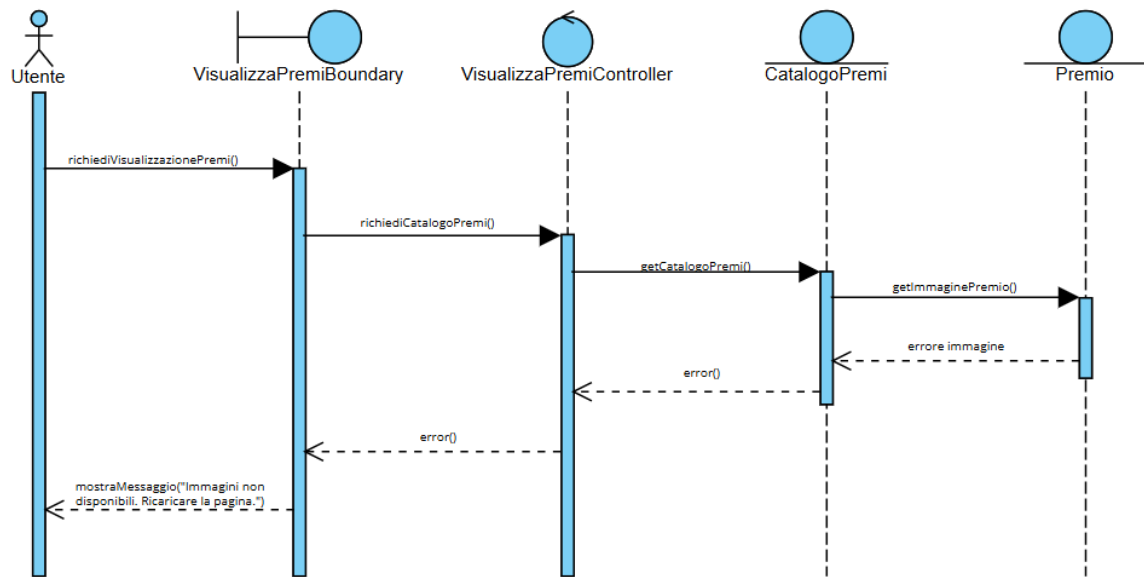 Utente
VisualizzaPremiBoundary
VisualizzaPremiController
CatalogoPremi
Premio
richiediVisualizzazionePremi()
richiediCatalogoPremi()
getCatalogoPremi()
getImmaginePremio()
errore immagine
error()
error()
mostraMessaggio("Immagini non
disponibili. Ricaricare la pagina.")